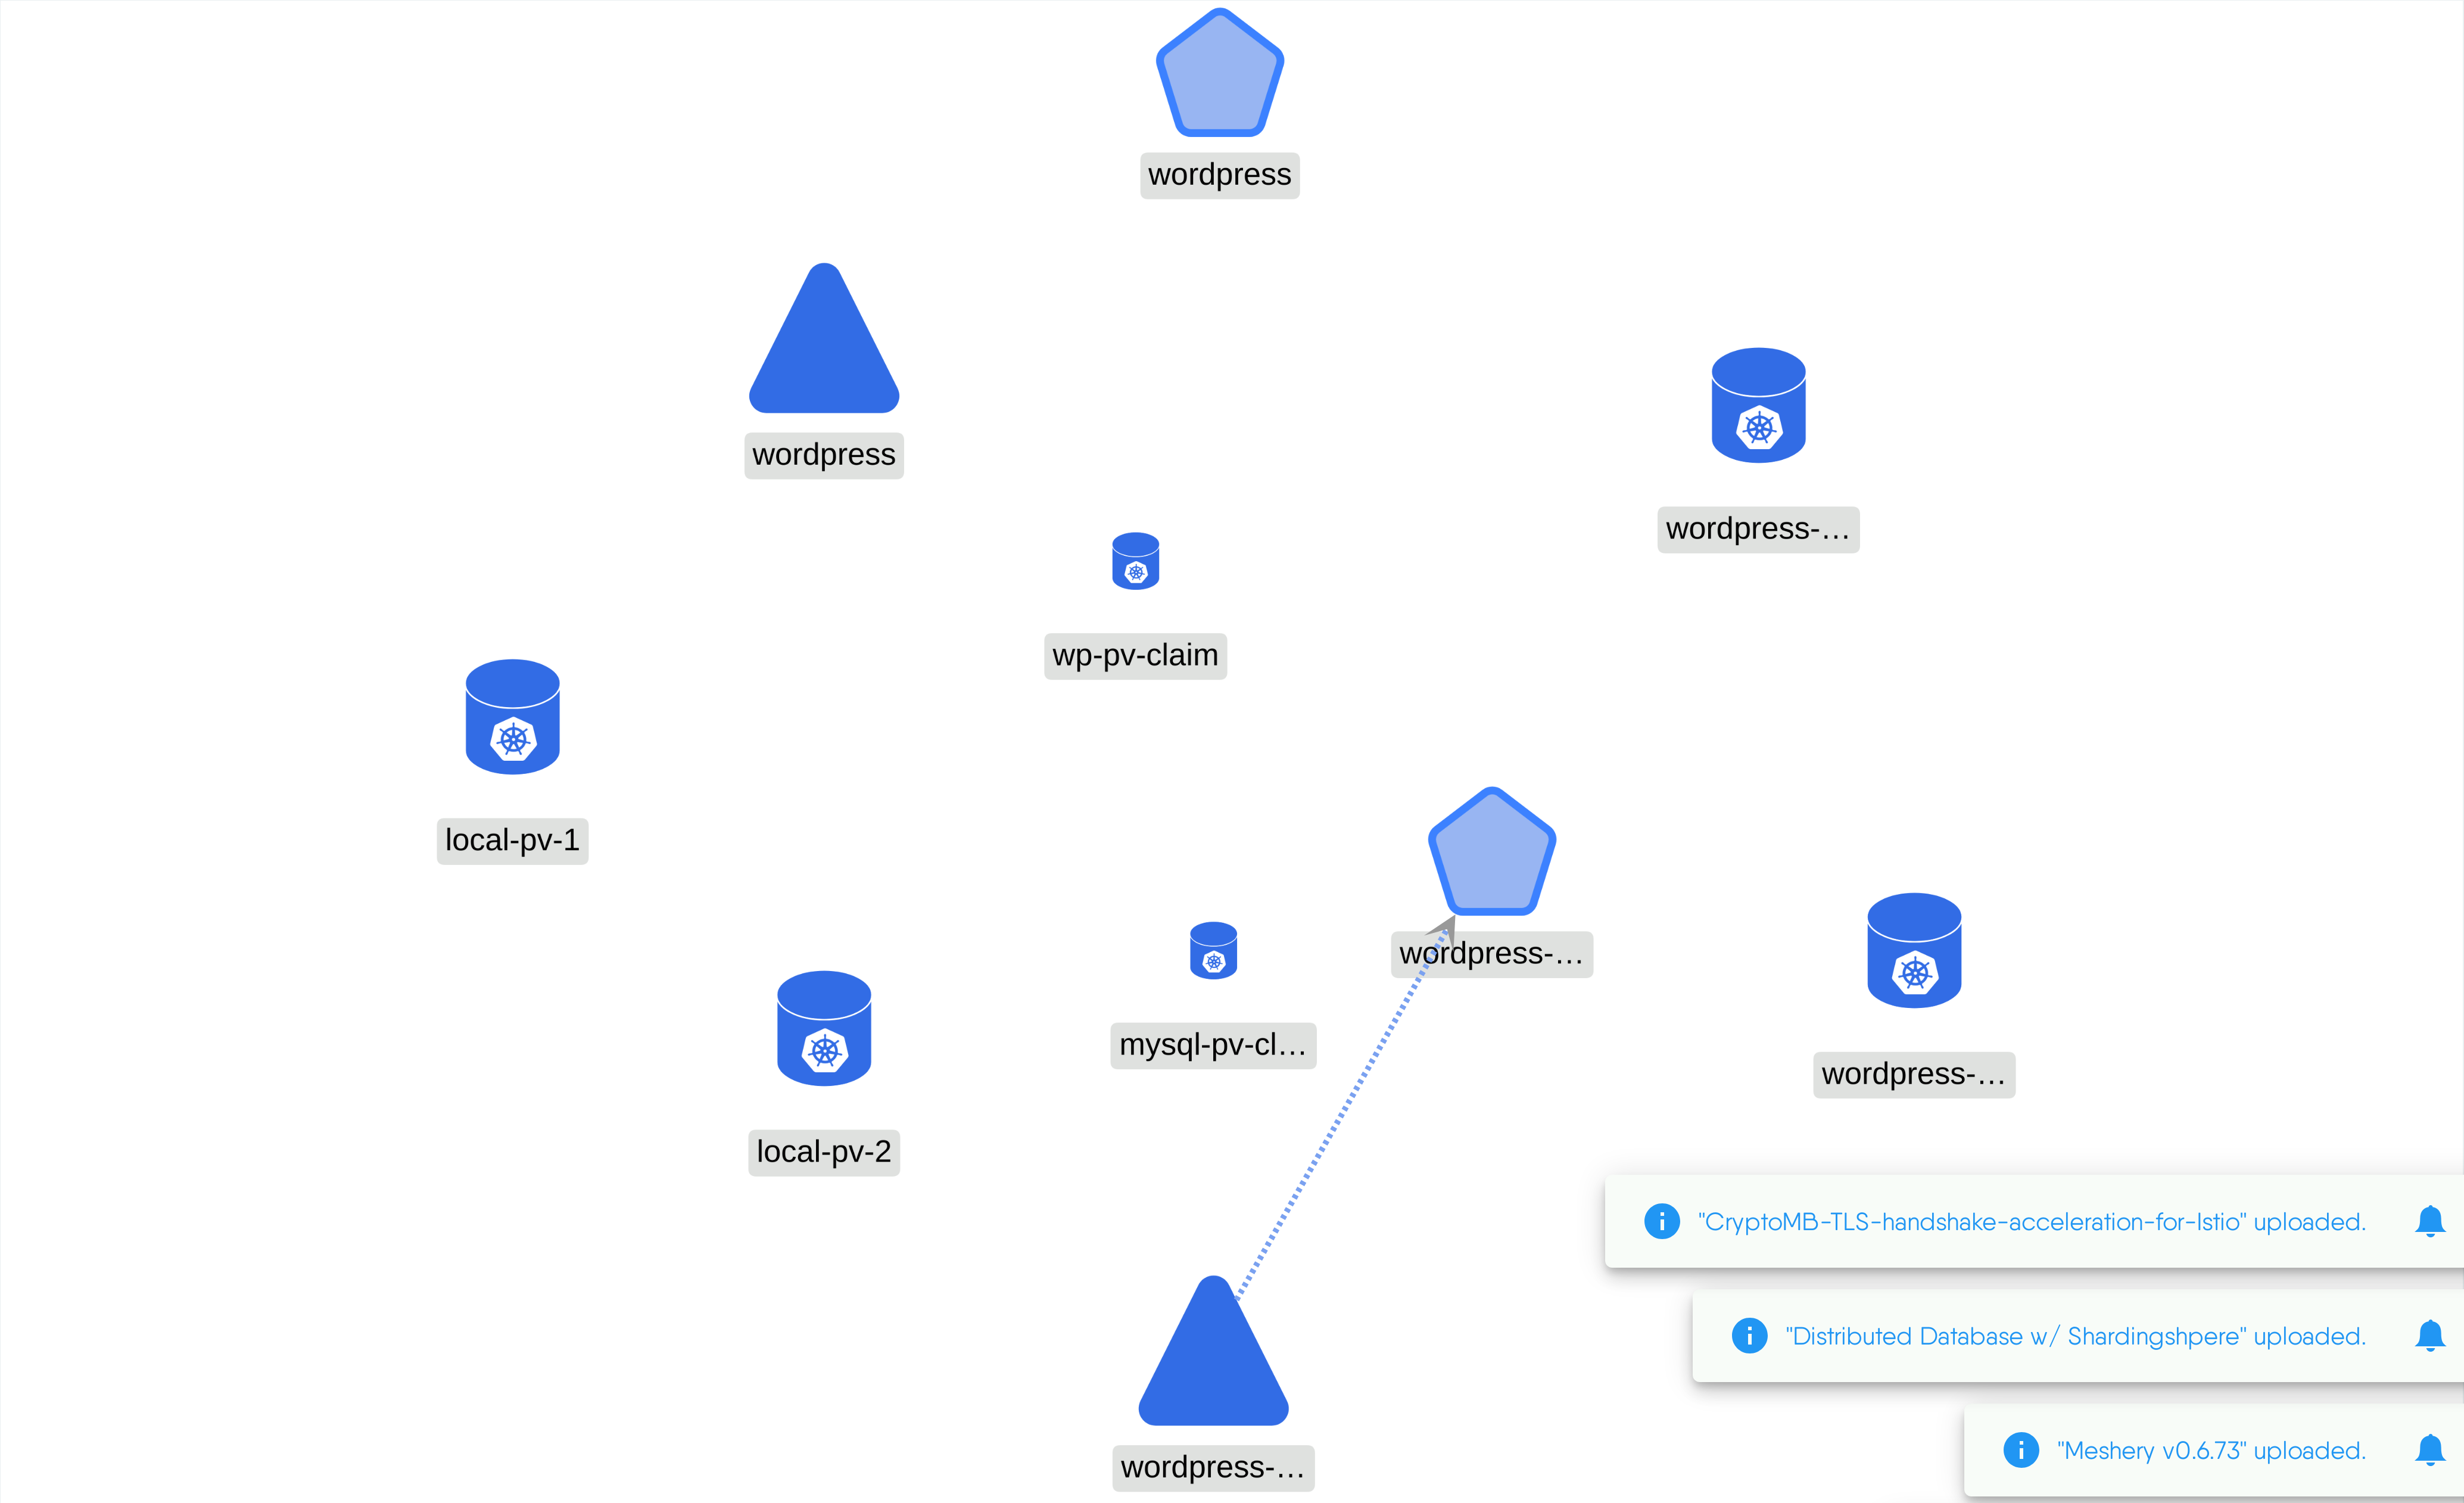 wordpress
wordpress
wordpress-...
wp-pv-claim
local-pv-1
wordpress-...
mysql-pv-cl...
wordpress-...
local-pv-2
"CryptoMB-TLS-handshake-acceleration-for-Istio" uploaded.
"Distributed Database w/ Shardingshpere" uploaded.
"Meshery v0.6.73" uploaded.
wordpress-...